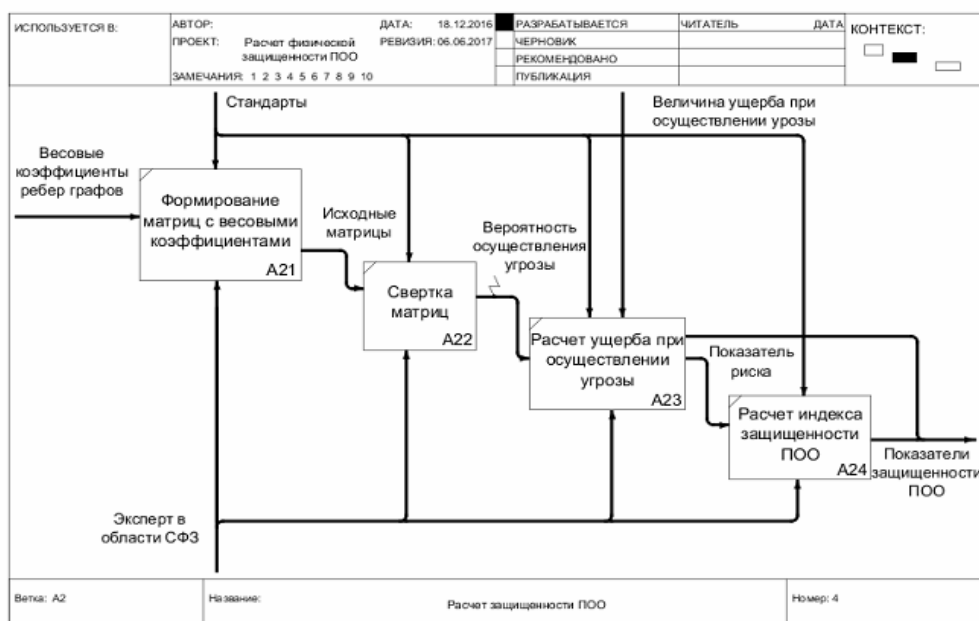 ИСПОЛЬЗУЕТСЯ В:
АВТОР:
ДАТА: 18.12.2016
РАЗРАБАТЫВАЕТСЯ
ЧИТАТЕЛЬ
ДАТА
КОНТЕКСТ:
ПРОЕКТ: Расчет физической
защищенности ПОО
РЕВИЗИЯ: 06.06.2017
ЧЕРНОВИК
РЕКОМЕНДОВАНО
ЗАМЕЧАНИЯ: 1 2 3 4 5 6 7 8 9 10
ПУБЛИКАЦИЯ
Стандарты
Величина ущерба при
осуществлении урозы
Весовые
коэффициенты
ребер графов
Формирование
матриц с весовыми
коэффициентами
A21
Исходные
матрицы
Свертка
матриц
A22
Вероятность
осуществления
угрозы
Расчет ущерба при
осуществлении
угрозы
A23
Показатель
риска
Расчет индекса
защищенности
ПОО
A24
Показатели
защищенности
ПОО
Эксперт в
области СФЗ
Ветка: A2
Название:
Расчет защищенности ПОО
Номер: 4